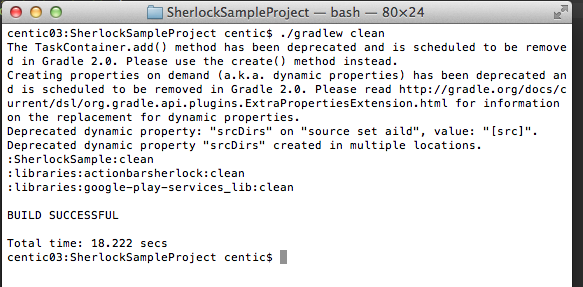 SherlockSampleProject — bash — 80×24
centic03:SherlockSampleProject centic$ ./gradlew clean
The TaskContainer.add() method has been deprecated and is scheduled to be remove
d in Gradle 2.0. Please use the create() method instead.
Creating properties on demand (a.k.a. dynamic properties) has been deprecated an
d is scheduled to be removed in Gradle 2.0. Please read http://gradle.org/docs/c
urrent/dsl/org.gradle.api.plugins.ExtraPropertiesExtension.html for information
on the replacement for dynamic properties.
Deprecated dynamic property: "srcDirs" on "source set aild", value: "[src]".
Deprecated dynamic property "srcDirs" created in multiple locations.
:SherlockSample:clean
:libraries:actionbarsherlock:clean
:libraries:google-play-services_lib:clean
BUILD SUCCESSFUL
Total time: 18.222 secs
centic03:SherlockSampleProject centic$